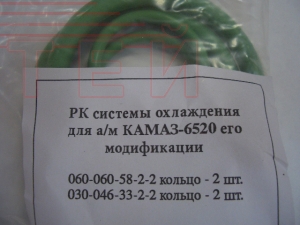 РК системы охлаждения
для а/м КАМАЗ-6520 его
модификации
060-060-58-2-2 кольцо - 2 шт.
030-046-33-2-2 кольцо - 2 шт.